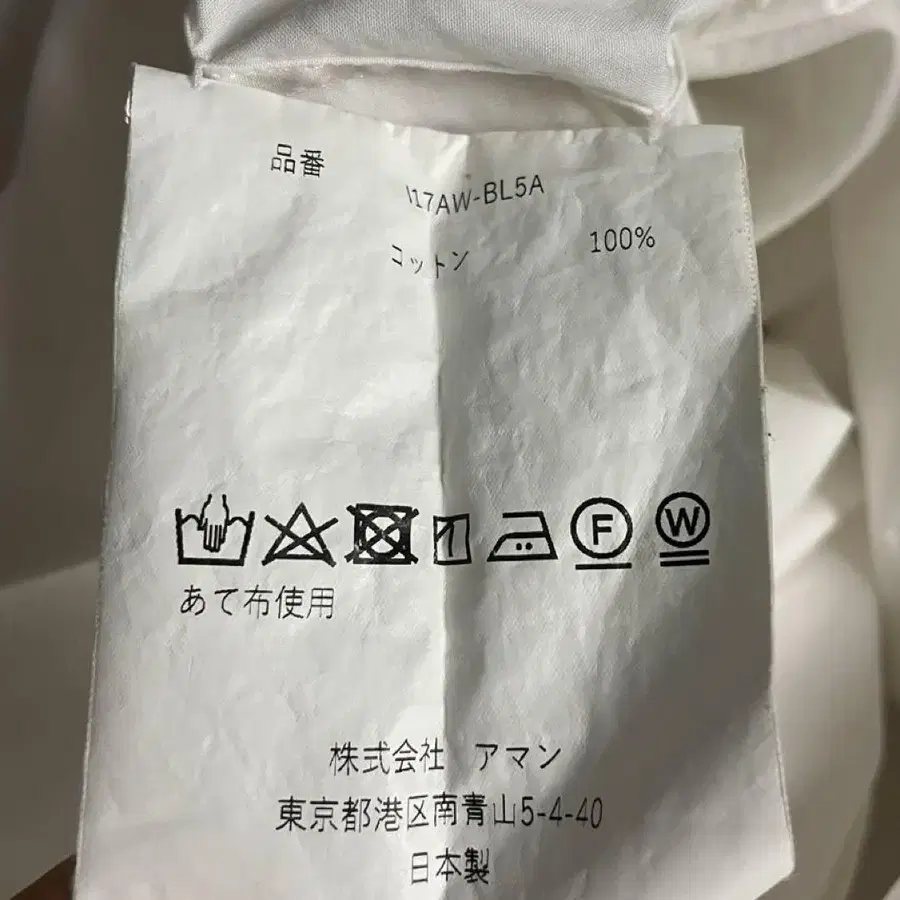 品番
I17AW-BL5A
コットン 100%
F W
あて布使用
株式会社 アマン
東京都港区南青山5-4-40
日本製